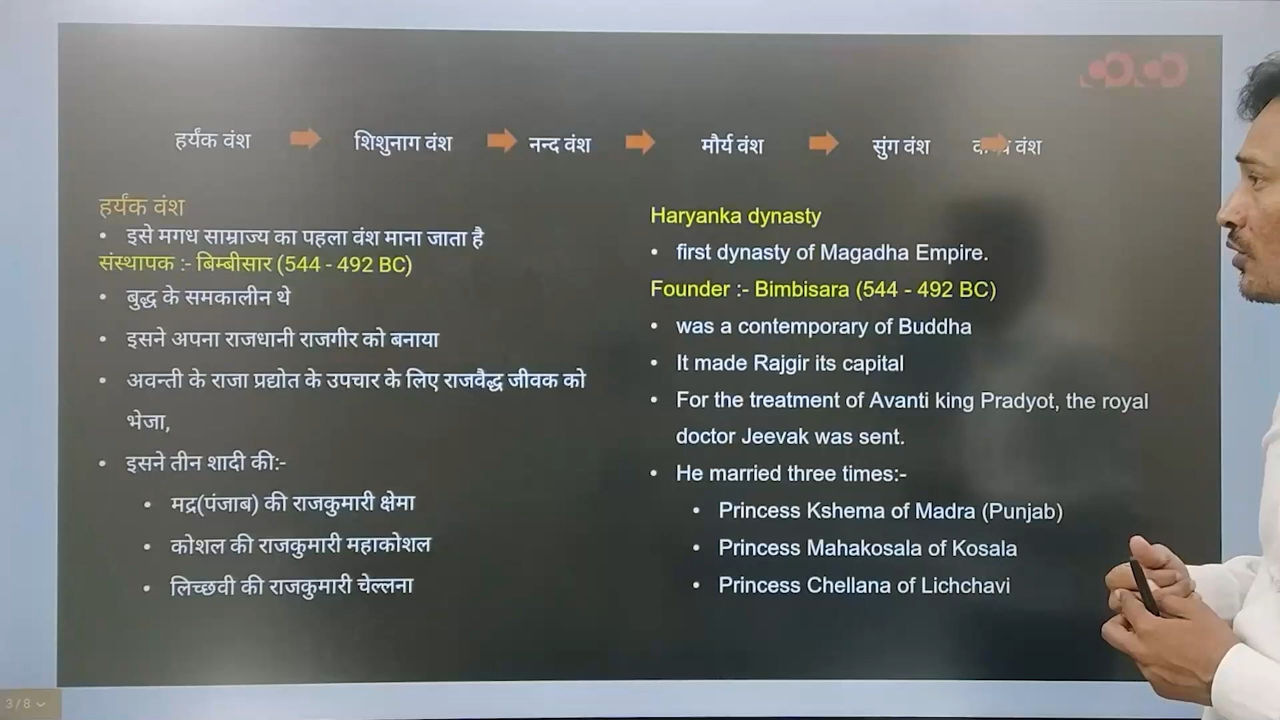 हर्यंक वंश शिशुनाग वंश नन्द वंश मौर्य वंश सुंग वंश वंश
हर्यंक वंश
• इसे मगध साम्राज्य का पहला वंश माना जाता है
संस्थापक :- बिम्बीसार (544 - 492 BC)
• बुद्ध के समकालीन थे
• इसने अपना राजधानी राजगीर को बनाया
• अवन्ती के राजा प्रद्योत के उपचार के लिए राजवैद्ध जीवक को
भेजा,
• इसने तीन शादी की:-
• मद्र(पंजाब) की राजकुमारी क्षेमा
• कोशल की राजकुमारी महाकोशल
• लिच्छवी की राजकुमारी चेल्लना
Haryanka dynasty
• first dynasty of Magadha Empire.
Founder :- Bimbisara (544 - 492 BC)
• was a contemporary of Buddha
• It made Rajgir its capital
• For the treatment of Avanti king Pradyot, the royal
doctor Jeevak was sent.
• He married three times:-
• Princess Kshema of Madra (Punjab)
• Princess Mahakosala of Kosala
• Princess Chellana of Lichchavi
3 / 8